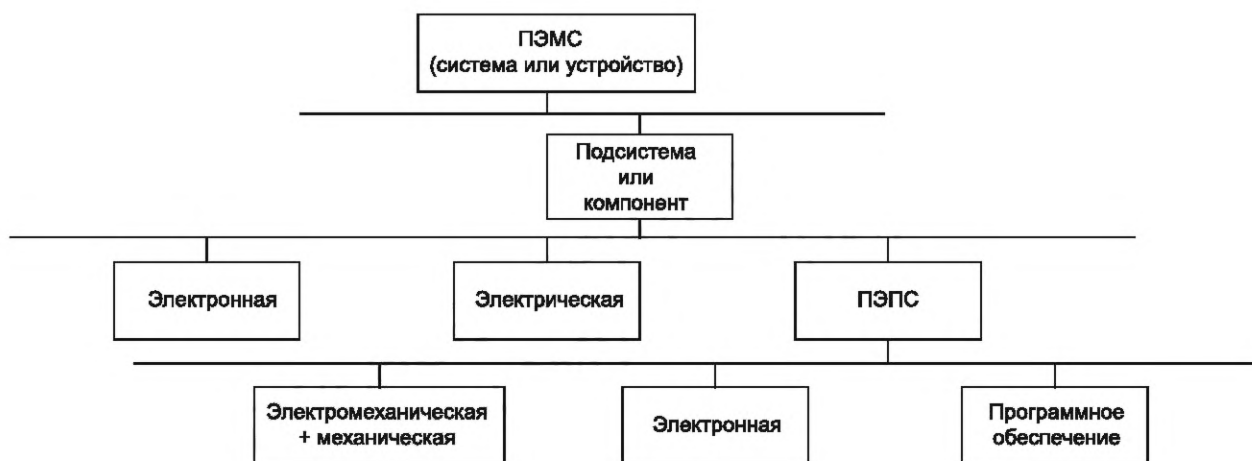 ПЭМС
(система или устройство)
Подсистема
или
компонент
Электронная
Электрическая
ПЭПС
Электромеханическая
+ механическая
Электронная
Программное
обеспечение